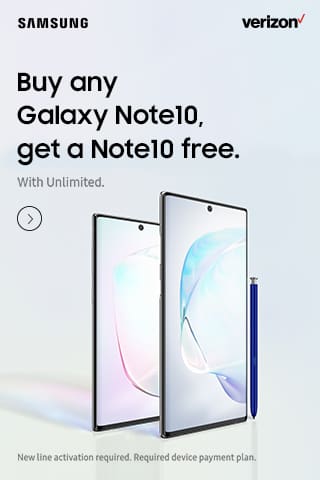 SAMSUNG
verizon✓
Buy any
Galaxy Note10,
get a Note10 free.
With Unlimited.
New line activation required. Required device payment plan.